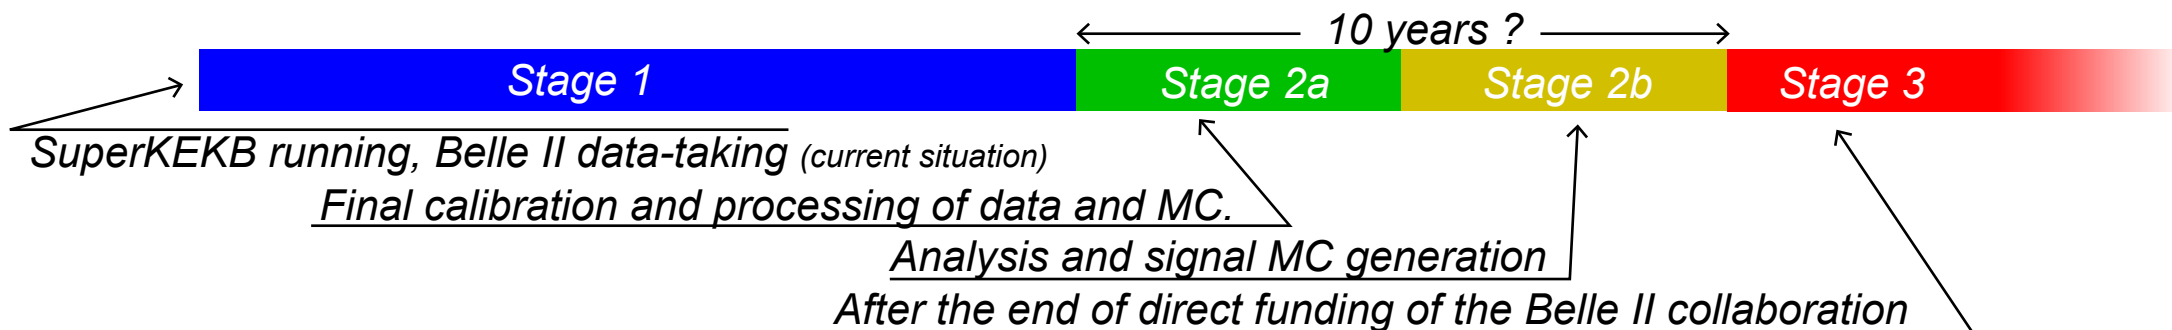 10 years ?
Stage 1 Stage 2a Stage 2b Stage 3
SuperKEKB running, Belle II data-taking (current situation)
Final calibration and processing of data and MC.
Analysis and signal MC generation
After the end of direct funding of the Belle II collaboration